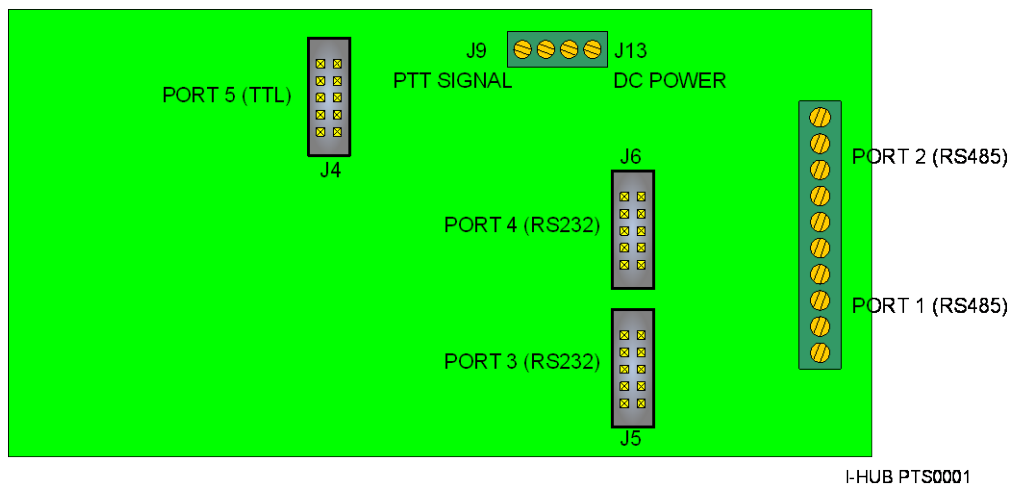 J9
J13
PTT SIGNAL
DC POWER
PORT 5 (TTL)
J4
PORT 2 (RS485)
J6
PORT 4 (RS232)
PORT 1 (RS485)
PORT 3 (RS232)
J5
I-HUB PTS0001